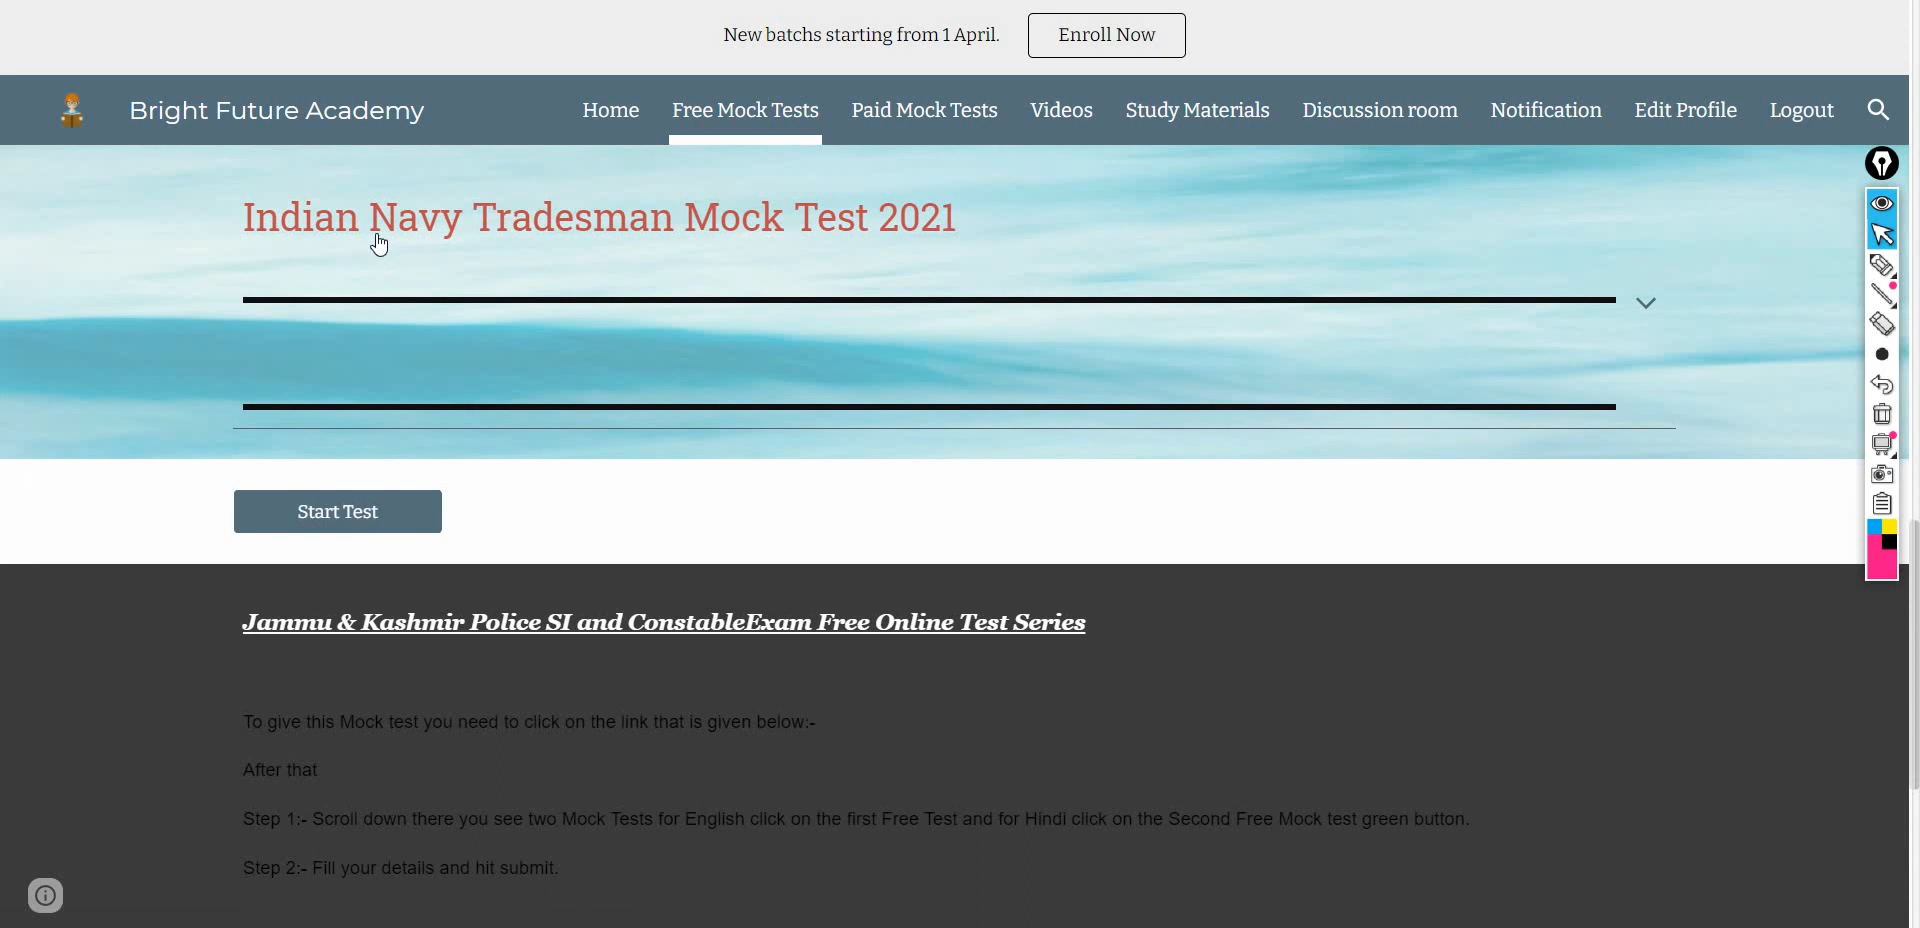 New batchs starting from 1 April.
Enroll Now
Bright Future Academy
Home
Free Mock Tests
Paid Mock Tests
Videos
Study Materials
Discussion room
Notification
Edit Profile
Logout
Indian Navy Tradesman Mock Test 2021
Start Test
Jammu & Kashmir Police SI and ConstableExam Free Online Test Series
To give this Mock test you need to click on the link that is given below:-
After that
Step 1:- Scroll down there you see two Mock Tests for English click on the first Free Test and for Hindi click on the Second Free Mock test green button.
Step 2:- Fill your details and hit submit.